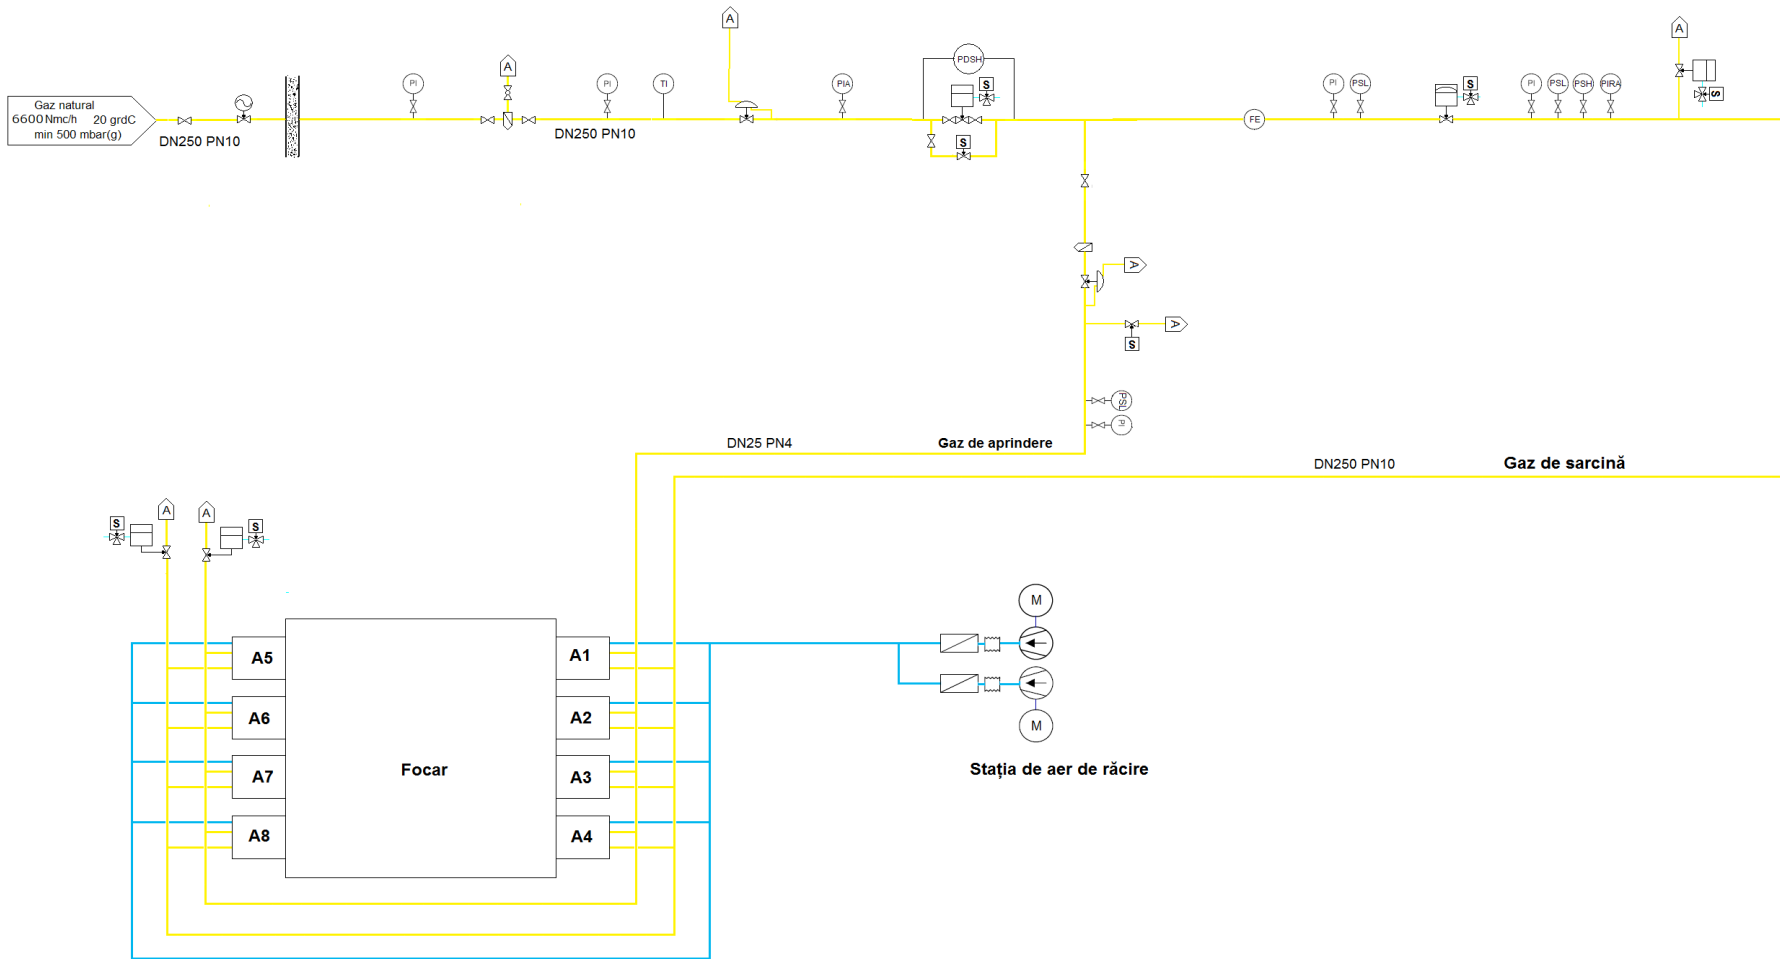 A
A
A
PDSH
S
PI
PI
TI
PIA
PI
PSL
S
PI
PSL
PSH
PIRA
S
Gaz natural
6600 Nmc/h 20 grdC
min 500 mbar(g)
DN250 PN10
DN250 PN10
S
FE
A
A
S
PSL
PI
DN25 PN4
Gaz de aprindere
DN250 PN10
Gaz de sarcină
A
A
S
S
M
A5
A1
A6
A2
M
A7
Focar
A3
Stația de aer de răcire
A8
A4